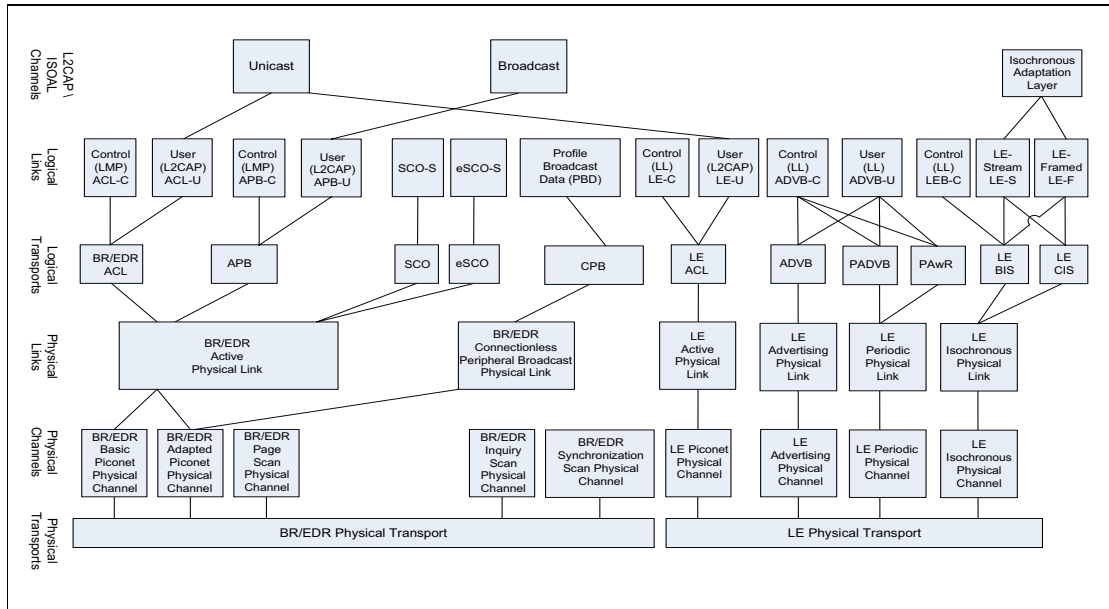 L2CAP \
ISOAL
Channels
Unicast
Broadcast
Isochronous
Adaptation
Layer
Logical
Links
Control
(LMP)
ACL-C
User
(L2CAP)
ACL-U
Control
(LMP)
APB-C
User
(L2CAP)
APB-U
SCO-S
eSCO-S
Profile
Broadcast
Data (PBD)
Control
(LL)
LE-C
User
(L2CAP)
LE-U
Control
(LL)
ADVB-C
User
(LL)
ADVB-U
Control
(LL)
LEB-C
LE-
Stream
LE-S
LE-
Framed
LE-F
Logical
Transports
BR/EDR
ACL
APB
SCO
eSCO
CPB
LE
ACL
ADVB
PADVB
PAwR
LE
BIS
LE
CIS
Physical
Links
BR/EDR
Active
Physical Link
BR/EDR
Connectionless
Peripheral Broadcast
Physical Link
LE
Active
Physical
Link
LE
Advertising
Physical
Link
LE
Periodic
Physical
Link
LE
Isochronous
Physical
Link
Physical
Channels
BR/EDR
Basic
Piconet
Physical
Channel
BR/EDR
Adapted
Piconet
Physical
Channel
BR/EDR
Page
Scan
Physical
Channel
BR/EDR
Inquiry
Scan
Physical
Channel
BR/EDR
Synchronization
Scan Physical
Channel
LE Piconet
Physical
Channel
LE
Advertising
Physical
Channel
LE Periodic
Physical
Channel
LE
Isochronous
Physical
Channel
Physical
Transports
BR/EDR Physical Transport
LE Physical Transport